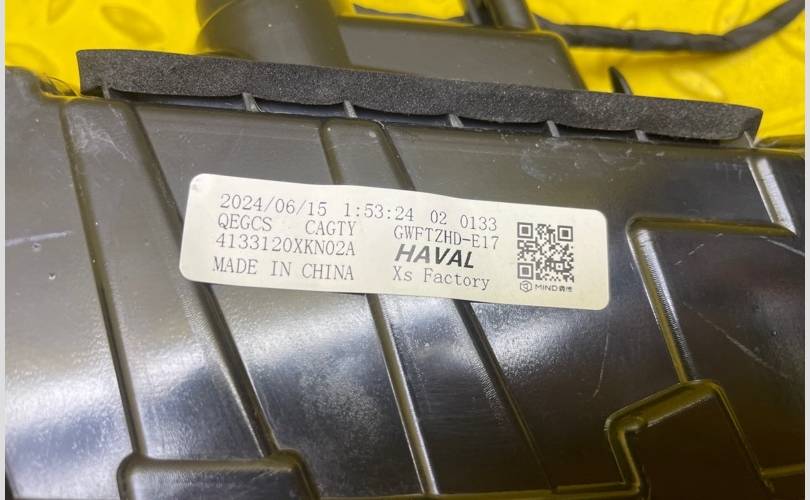 2024/06/15 1:53:24 02 0133
QEGCS CAGTY GWFTZHD-E17
4133120XKN02A HAVAL
MADE IN CHINA Xs Factory
MIND